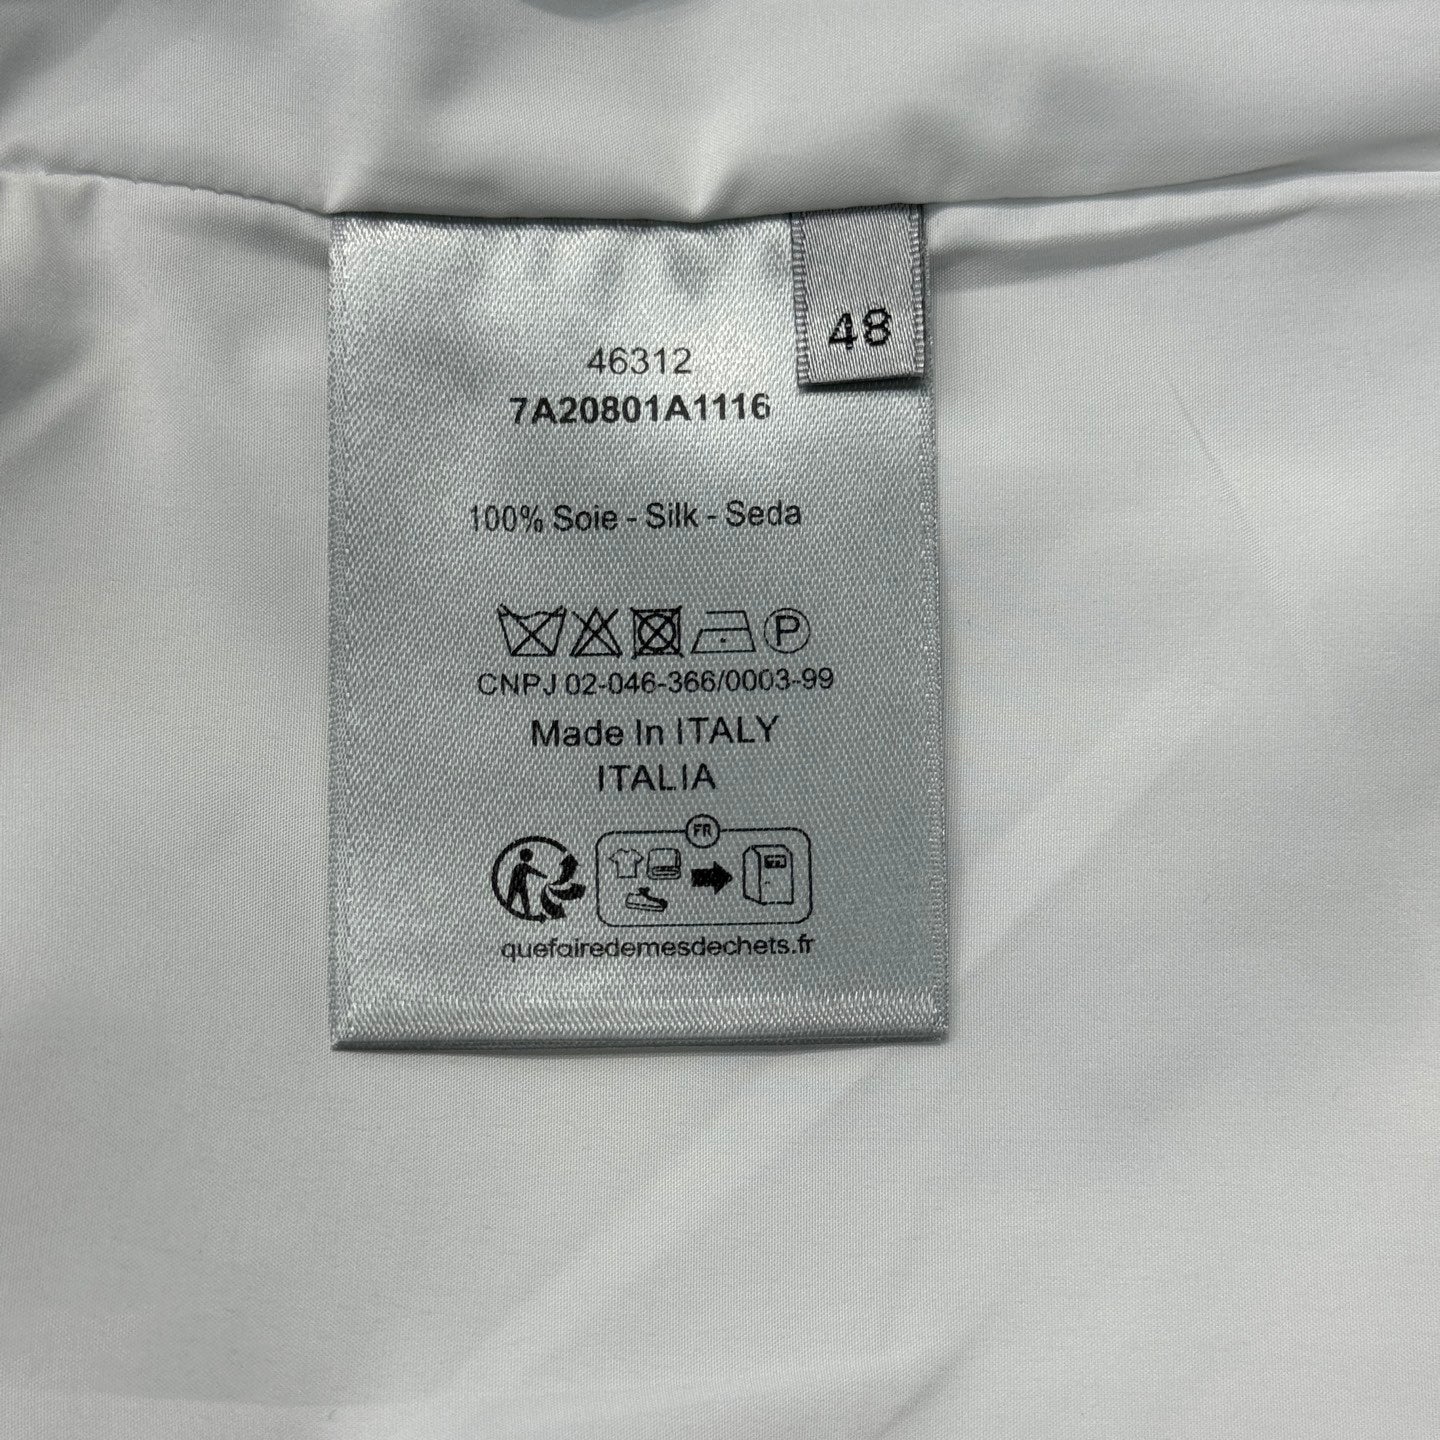 48
46312
7A20801A1116
100% Soie - Silk - Seda
P
CNPJ 02-046-366/0003-99
Made In ITALY
ITALIA
FR
quefairedemesdechets.fr